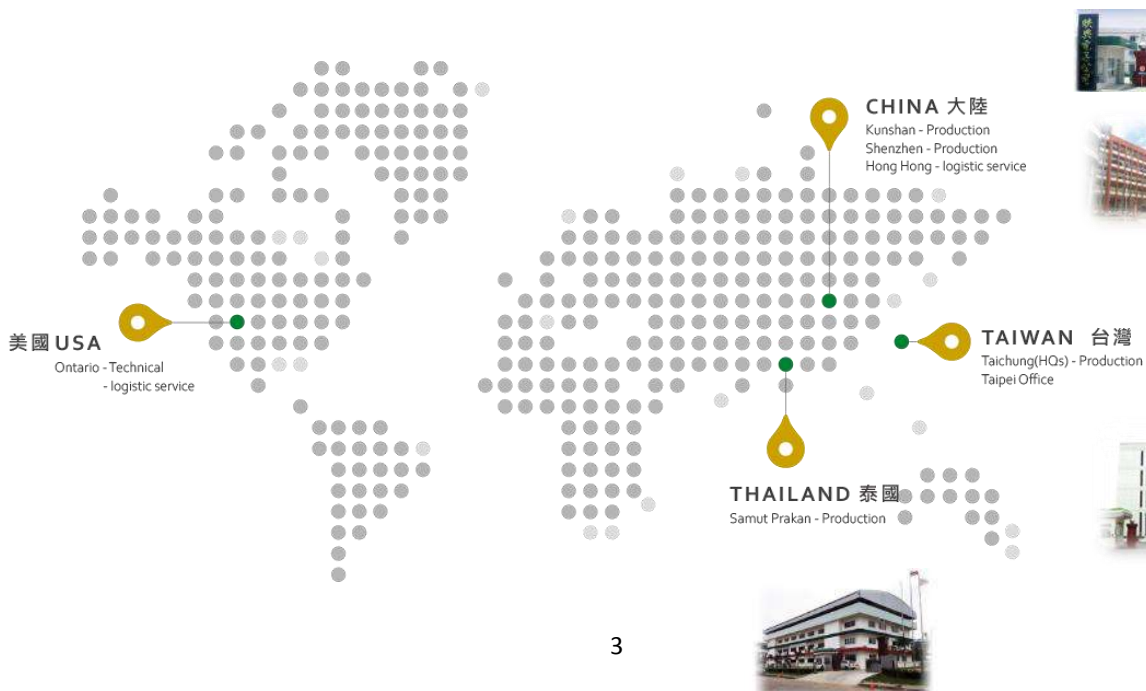 CHINA 大陸
Kunshan - Production
Shenzhen - Production
Hong Hong - logistic service
美國 USA
Ontario - Technical
- logistic service
TAIWAN 台灣
Taichung(HQs) - Production
Taipei Office
THAILAND 泰國
Samut Prakan - Production
3